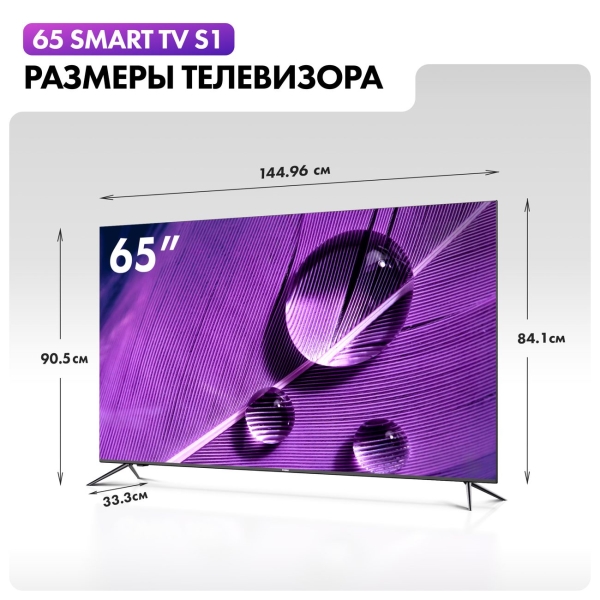 65 SMART TV S1
РАЗМЕРЫ ТЕЛЕВИЗОРА
144.96 см
65”
90.5см
84.1см
33.3см